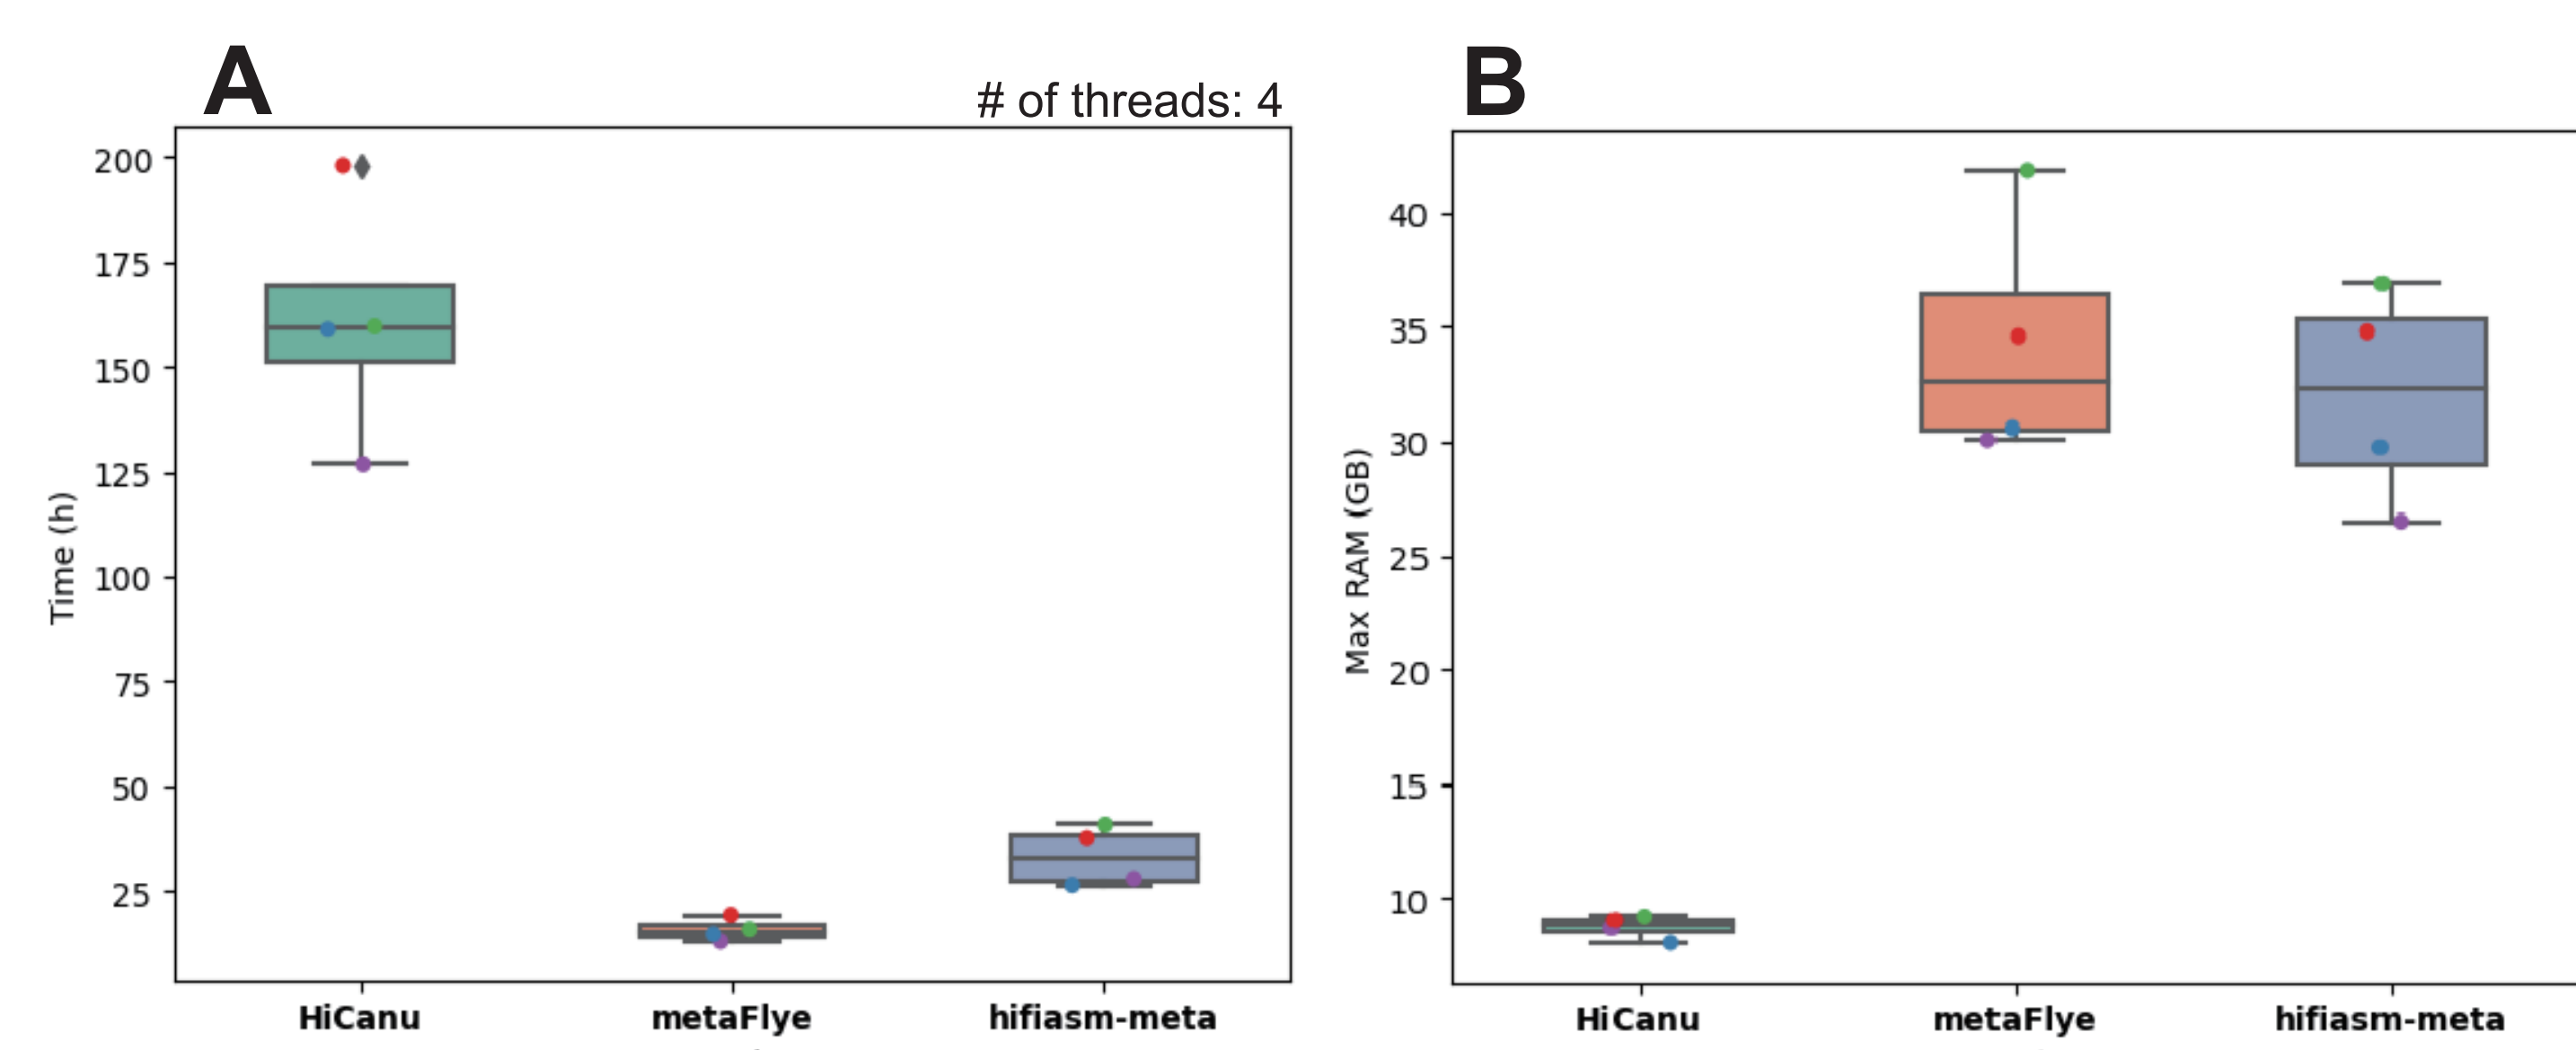 A
# of threads: 4
B
200
175
150
125
100
75
50
25
Time (h)
HiCanu
metaFlye
hifiasm-meta
40
35
30
25
20
15
10
Max RAM (GB)
HiCanu
metaFlye
hifiasm-meta